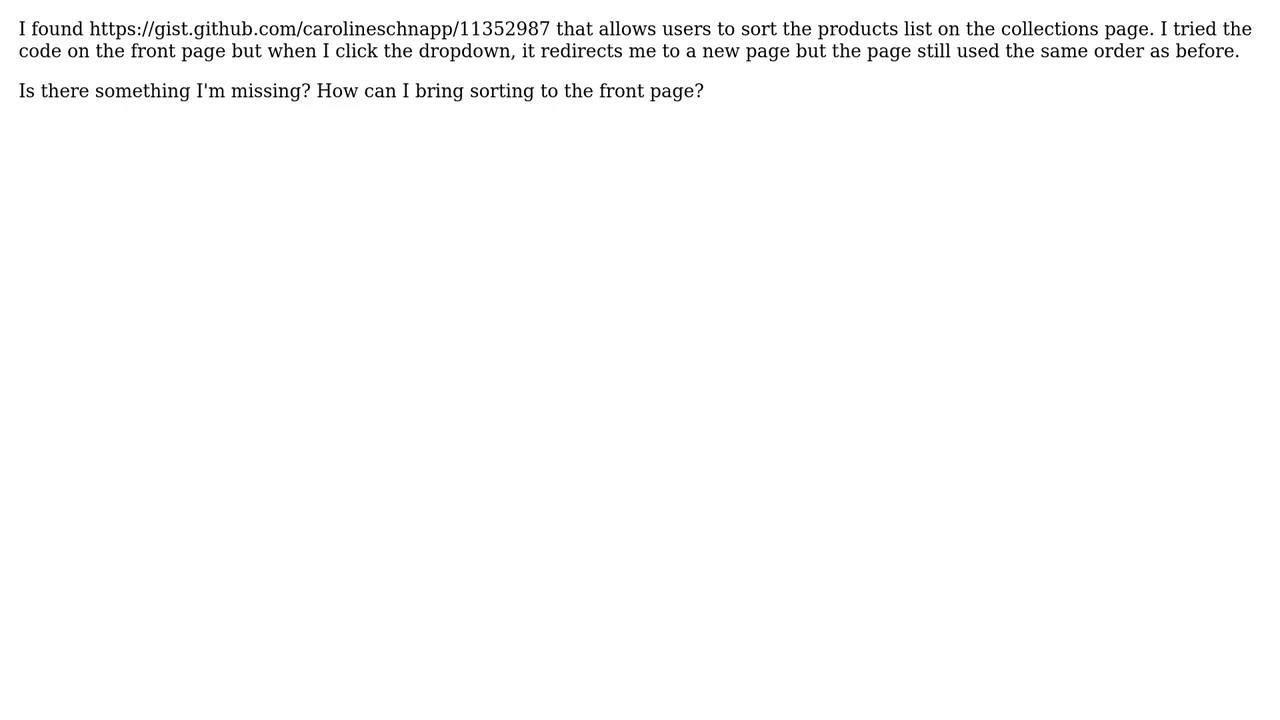 I found https://gist.github.com/carolineschnapp/11352987 that allows users to sort the products list on the collections page. I tried the
code on the front page but when I click the dropdown, it redirects me to a new page but the page still used the same order as before.
Is there something I'm missing? How can I bring sorting to the front page?